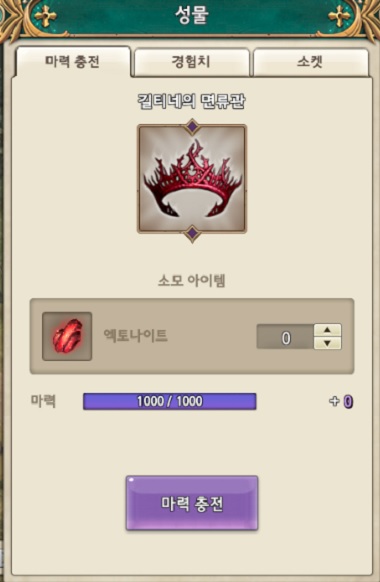 성물
마력 충전 경험치 소켓
길티네의 면류관
소모 아이템
엑토나이트 0
마력 1000 / 1000 + 0
마력 충전